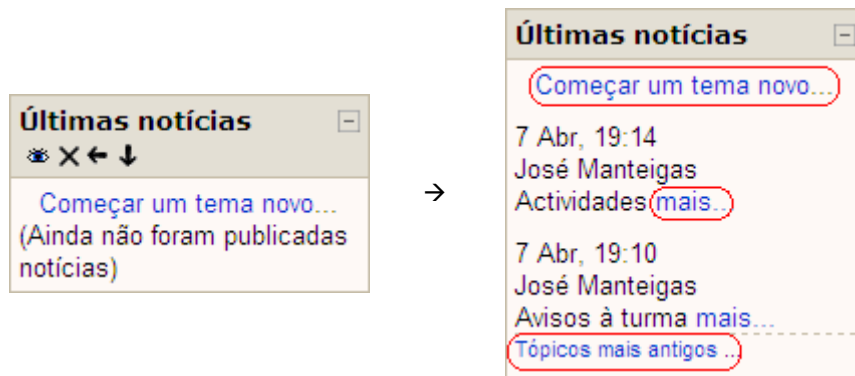 Últimas notícias
Começar um tema novo...
(Ainda não foram publicadas
notícias)
→
Últimas notícias
Começar um tema novo...
7 Abr, 19:14
José Manteigas
Actividades mais...
7 Abr, 19:10
José Manteigas
Avisos à turma mais...
Tópicos mais antigos ...